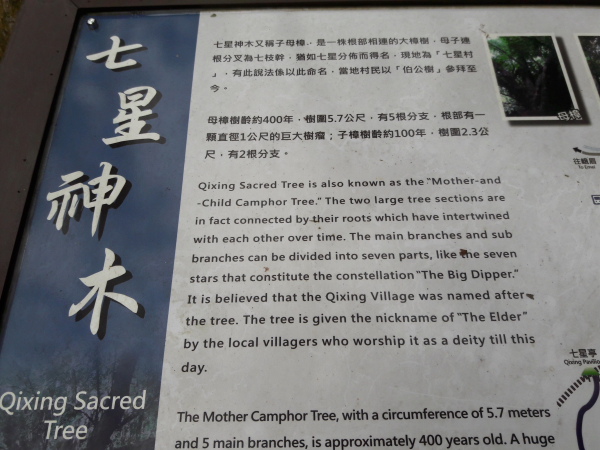 七星神木
Qixing Sacred
Tree
七星神木又稱子母樟，是一株根部相連的大樟樹，母子連
根分叉為七枝幹，猶如七星分佈而得名，現地為「七星村
」，有此說法係以此命名，當地村民以「伯公樹」參拜至
今。
母樟樹齡約400年，樹圍5.7公尺，有5根分支，根部有一
顆直徑1公尺的巨大樹瘤；子樟樹齡約100年，樹圍2.3公
尺，有2根分支。
Qixing Sacred Tree is also known as the "Mother-and
-Child Camphor Tree." The two large tree sections are
in fact connected by their roots which have intertwined
with each other over time. The main branches and sub
branches can be divided into seven parts, like the seven
stars that constitute the constellation "The Big Dipper."
It is believed that the Qixing Village was named after
the tree. The tree is given the nickname of "The Elder"
by the local villagers who worship it as a deity till this
day.
The Mother Camphor Tree, with a circumference of 5.7 meters
and 5 main branches, is approximately 400 years old. A huge
母樟
七星亭
Qixing Pavilio